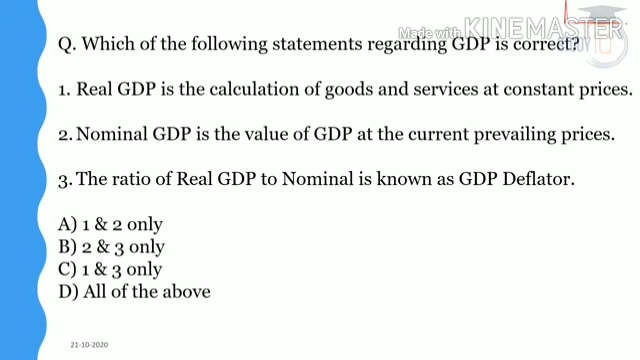 Made with KINEMASTER
Q. Which of the following statements regarding GDP is correct?
1. Real GDP is the calculation of goods and services at constant prices.
2. Nominal GDP is the value of GDP at the current prevailing prices.
3. The ratio of Real GDP to Nominal is known as GDP Deflator.
A) 1 & 2 only
B) 2 & 3 only
C) 1 & 3 only
D) All of the above
21-10-2020